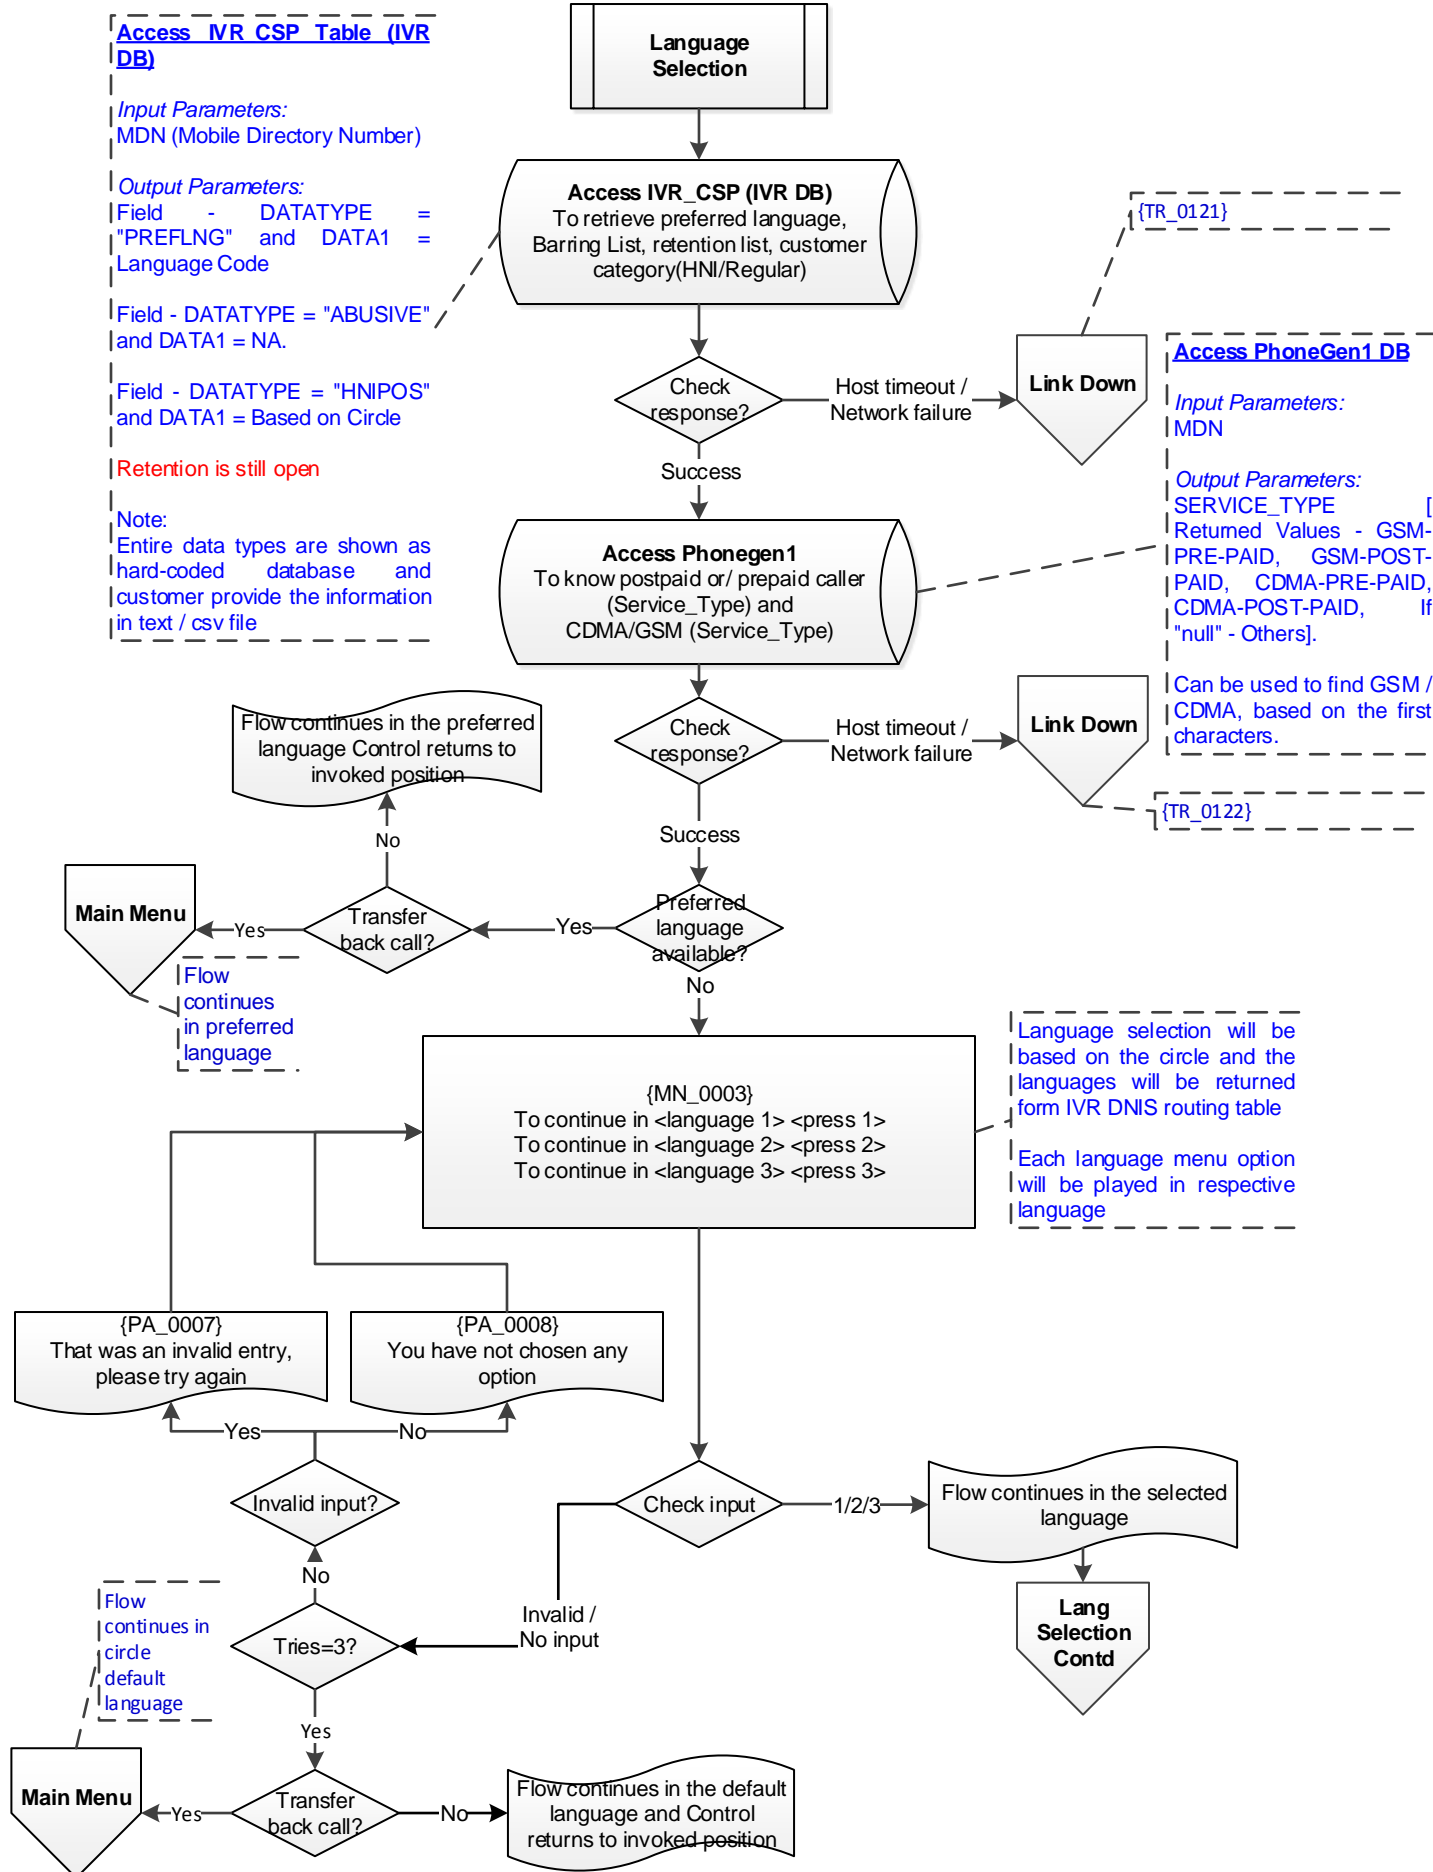 Access IVR_CSP Table (IVR
DB)
Input Parameters:
MDN (Mobile Directory Number)
Output Parameters:
Field - DATATYPE =
"PREFLNG" and DATA1 =
Language Code
Field - DATATYPE = "ABUSIVE"
and DATA1 = NA.
Field - DATATYPE = "HNIPOS"
and DATA1 = Based on Circle
Retention is still open
Note:
Entire data types are shown as
hard-coded database and
customer provide the information
in text / csv file
Language
Selection
Access IVR_CSP (IVR DB)
To retrieve preferred language,
Barring List, retention list, customer
category(HNI/Regular)
{TR_0121}
Check
response?
Host timeout /
Network failure
Link Down
Success
Access PhoneGen1 DB
Input Parameters:
MDN
Output Parameters:
SERVICE_TYPE [
Returned Values - GSM-
PRE-PAID, GSM-POST-
PAID, CDMA-PRE-PAID,
CDMA-POST-PAID, If
"null" - Others].
Can be used to find GSM /
CDMA, based on the first
characters.
Access Phonegen1
To know postpaid or/ prepaid caller
(Service_Type) and
CDMA/GSM (Service_Type)
Check
response?
Host timeout /
Network failure
Link Down
{TR_0122}
Success
Flow continues in the preferred
language Control returns to
invoked position
No
Preferred
language
available?
Yes
Transfer
back call?
Yes
Main Menu
Flow
continues
in preferred
language
No
{MN_0003}
To continue in <language 1> <press 1>
To continue in <language 2> <press 2>
To continue in <language 3> <press 3>
Language selection will be
based on the circle and the
languages will be returned
form IVR DNIS routing table
Each language menu option
will be played in respective
language
{PA_0007}
That was an invalid entry,
please try again
{PA_0008}
You have not chosen any
option
Yes
No
Invalid input?
Check input
1/2/3
Flow continues in the selected
language
Lang
Selection
Contd
No
Invalid /
No input
Tries=3?
Flow
continues in
circle
default
language
Yes
Main Menu
Yes
Transfer
back call?
No
Flow continues in the default
language and Control
returns to invoked position